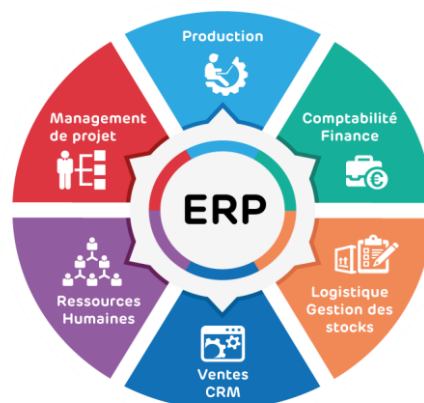 Production
Management
de projet
Comptabilité
Finance
ERP
Ressources
Humaines
Logistique
Gestion des
stocks
Ventes
CRM